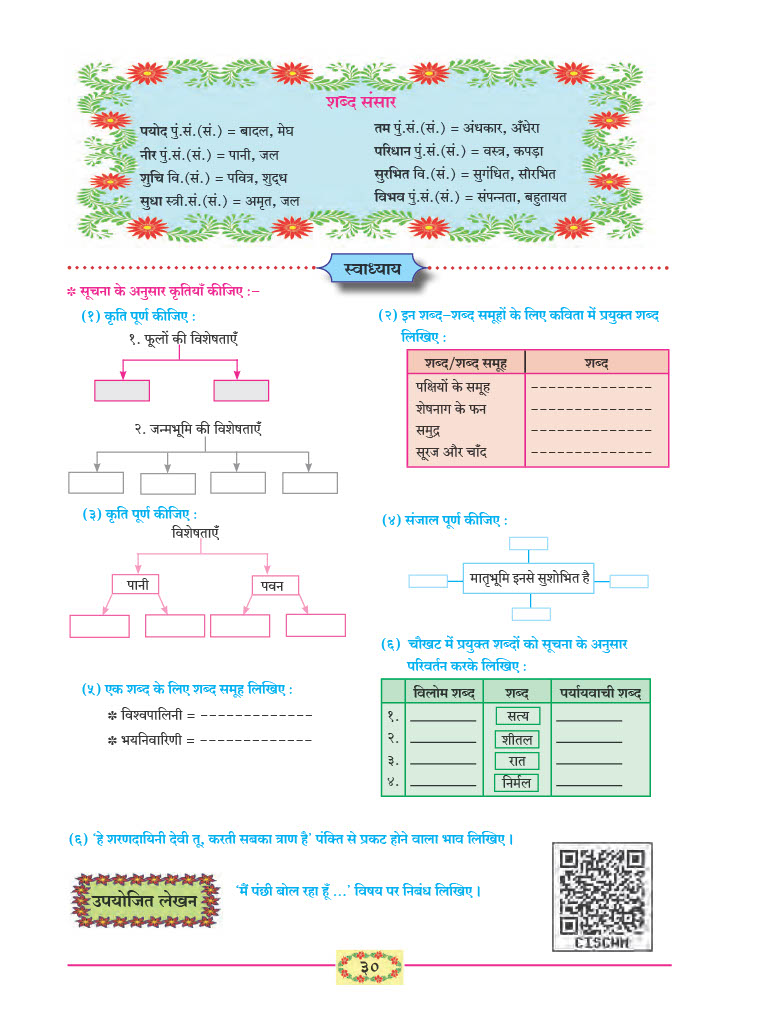 शब्द संसार
पयोद पुं.सं.(सं.) = बादल, मेघ
नीर पुं.सं.(सं.) = पानी, जल
शुचि वि.(सं.) = पवित्र, शुद्ध
सुधा स्त्री.सं.(सं.) = अमृत, जल
तम पुं.सं.(सं.) = अंधकार, अँधेरा
परिधान पुं.सं.(सं.) = वस्त्र, कपड़ा
सुरभित वि.(सं.) = सुगंधित, सौरभित
विभव पुं.सं.(सं.) = संपन्नता, बहुतायत
स्वाध्याय
✽ सूचना के अनुसार कृतियाँ कीजिए :–
(१) कृति पूर्ण कीजिए :
१. फूलों की विशेषताएँ
२. जन्मभूमि की विशेषताएँ
(२) इन शब्द–शब्द समूहों के लिए कविता में प्रयुक्त शब्द
लिखिए :
शब्द/शब्द समूह शब्द
पक्षियों के समूह – – – – – – – – – – – – –
शेषनाग के फन – – – – – – – – – – – – –
समुद्र – – – – – – – – – – – – –
सूरज और चाँद – – – – – – – – – – – – –
(३) कृति पूर्ण कीजिए :
विशेषताएँ
पानी पवन
(४) संजाल पूर्ण कीजिए :
मातृभूमि इनसे सुशोभित है
(५) एक शब्द के लिए शब्द समूह लिखिए :
✽ विश्वपालिनी = – – – – – – – – – – – – –
✽ भयनिवारिणी = – – – – – – – – – – – – –
(६) चौखट में प्रयुक्त शब्दों को सूचना के अनुसार
परिवर्तन करके लिखिए :
विलोम शब्द शब्द पर्यायवाची शब्द
१. ________ सत्य ________
२. ________ शीतल ________
३. ________ रात ________
४. ________ निर्मल ________
(६) ‘हे शरणदायिनी देवी तू, करती सबका त्राण है’ पंक्ति से प्रकट होने वाला भाव लिखिए ।
उपयोजित लेखन
‘मैं पंछी बोल रहा हूँ ...’ विषय पर निबंध लिखिए ।
CISCWM
३०